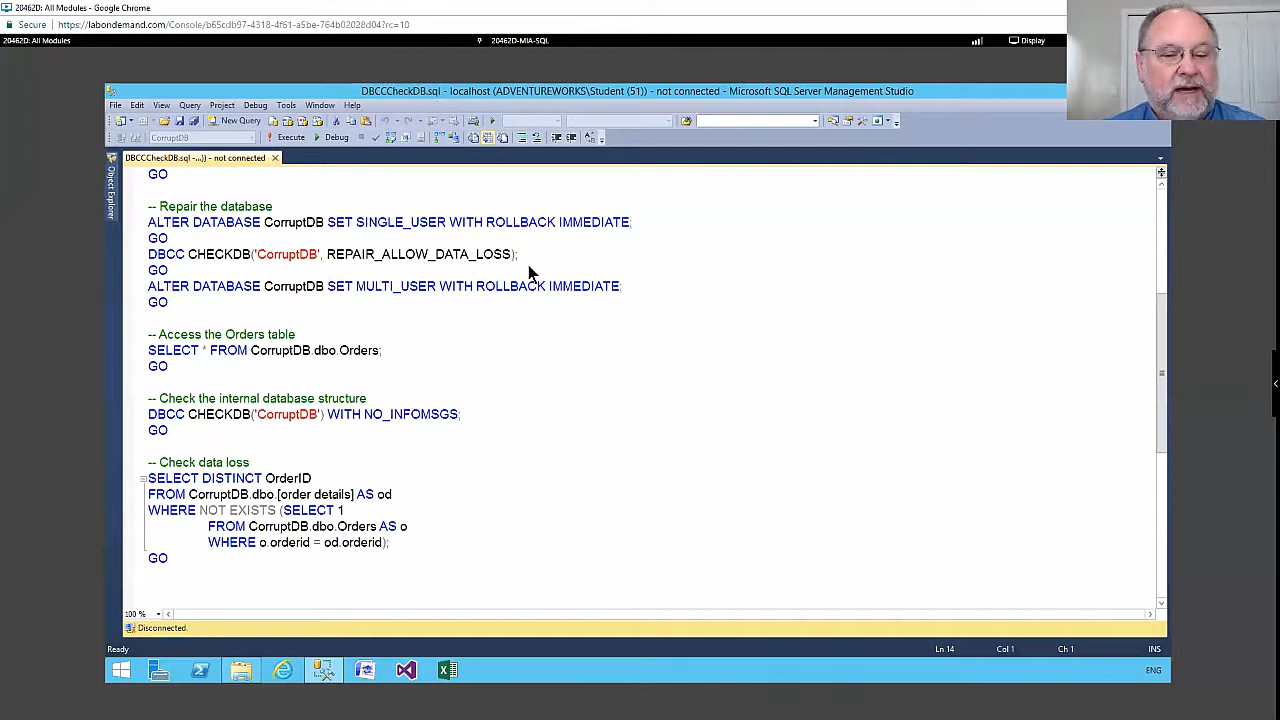 20462D: All Modules - Google Chrome
Secure https://labondemand.com/Console/b65cdb97-4318-4f61-a5be-764b02028d04?rc=10
20462D: All Modules 20462D-MIA-SQL Display
DBCCCheckDB.sql - localhost (ADVENTUREWORKS\Student (51)) - not connected - Microsoft SQL Server Management Studio
File Edit View Query Project Debug Tools Window Help
New Query
CorruptDB Execute Debug
DBCCCheckDB.sql -...)) - not connected
Object Explorer
GO
-- Repair the database
ALTER DATABASE CorruptDB SET SINGLE_USER WITH ROLLBACK IMMEDIATE;
GO
DBCC CHECKDB('CorruptDB', REPAIR_ALLOW_DATA_LOSS);
GO
ALTER DATABASE CorruptDB SET MULTI_USER WITH ROLLBACK IMMEDIATE;
GO
-- Access the Orders table
SELECT * FROM CorruptDB.dbo.Orders;
GO
-- Check the internal database structure
DBCC CHECKDB('CorruptDB') WITH NO_INFOMSGS;
GO
-- Check data loss
SELECT DISTINCT OrderID
FROM CorruptDB.dbo.[order details] AS od
WHERE NOT EXISTS (SELECT 1
FROM CorruptDB.dbo.Orders AS o
WHERE o.orderid = od.orderid);
GO
100 %
Disconnected.
Ready Ln 14 Col 1 Ch 1 INS
ENG